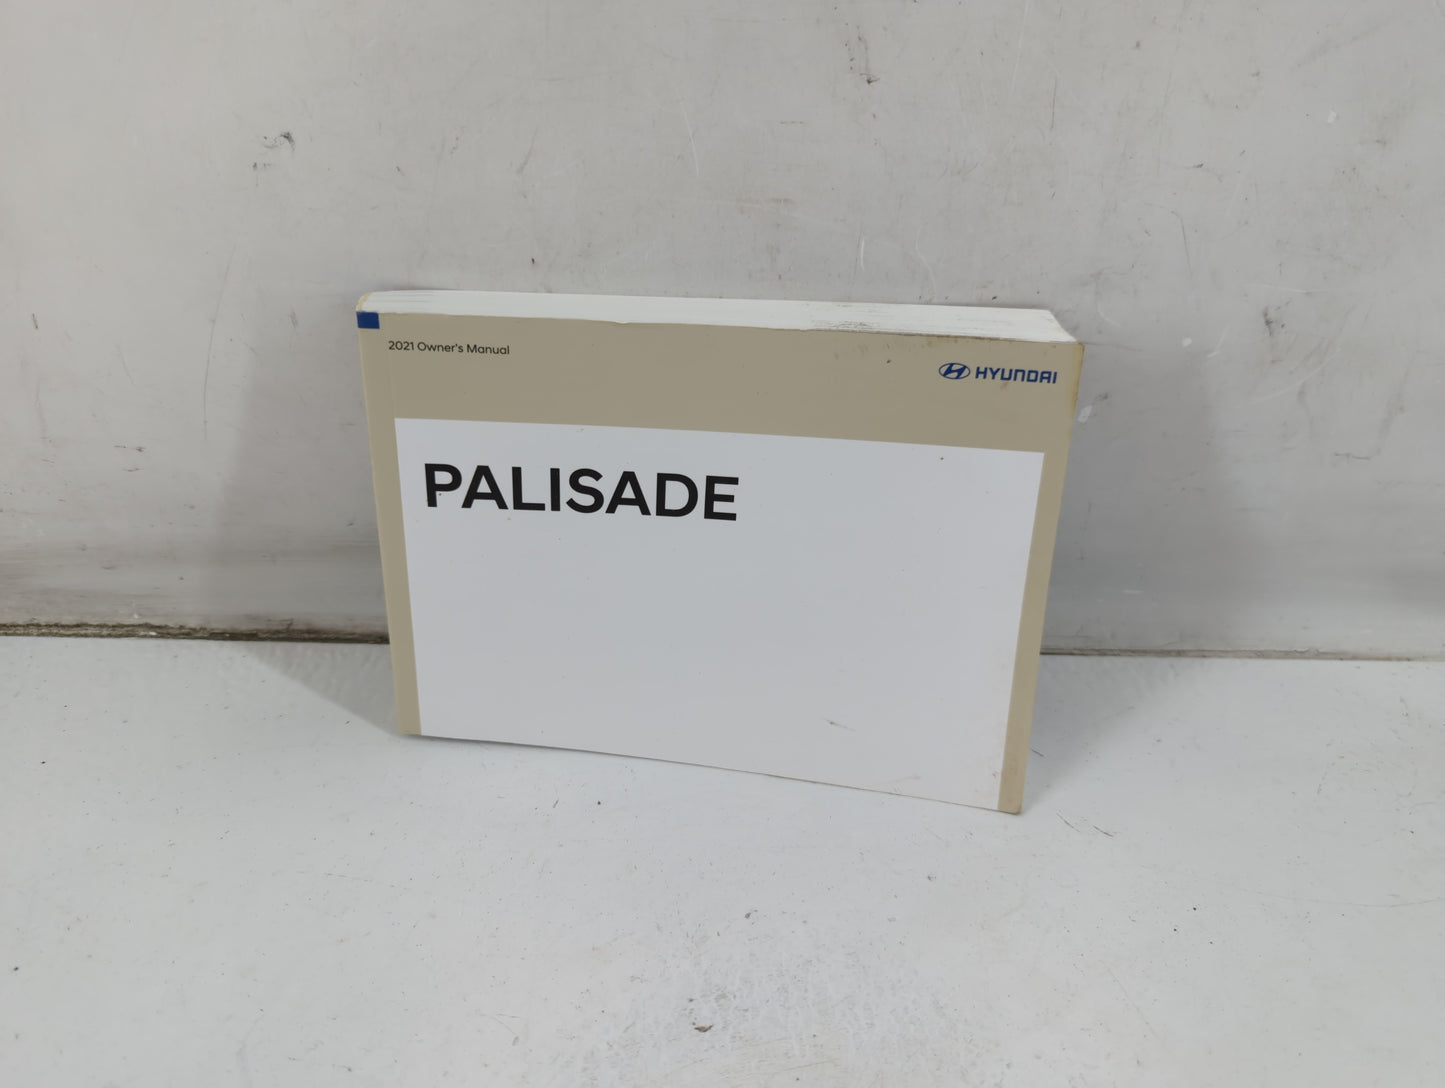 2021 Owner's Manual
HYUNDAI
PALISADE